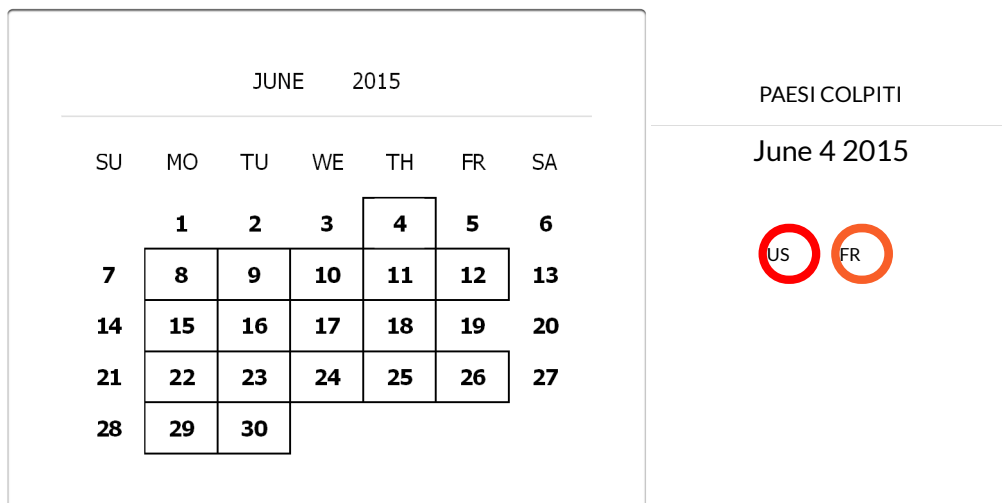 JUNE 2015
SU MO TU WE TH FR SA
1 2 3 4 5 6
7 8 9 10 11 12 13
14 15 16 17 18 19 20
21 22 23 24 25 26 27
28 29 30
PAESI COLPITI
June 4 2015
US FR